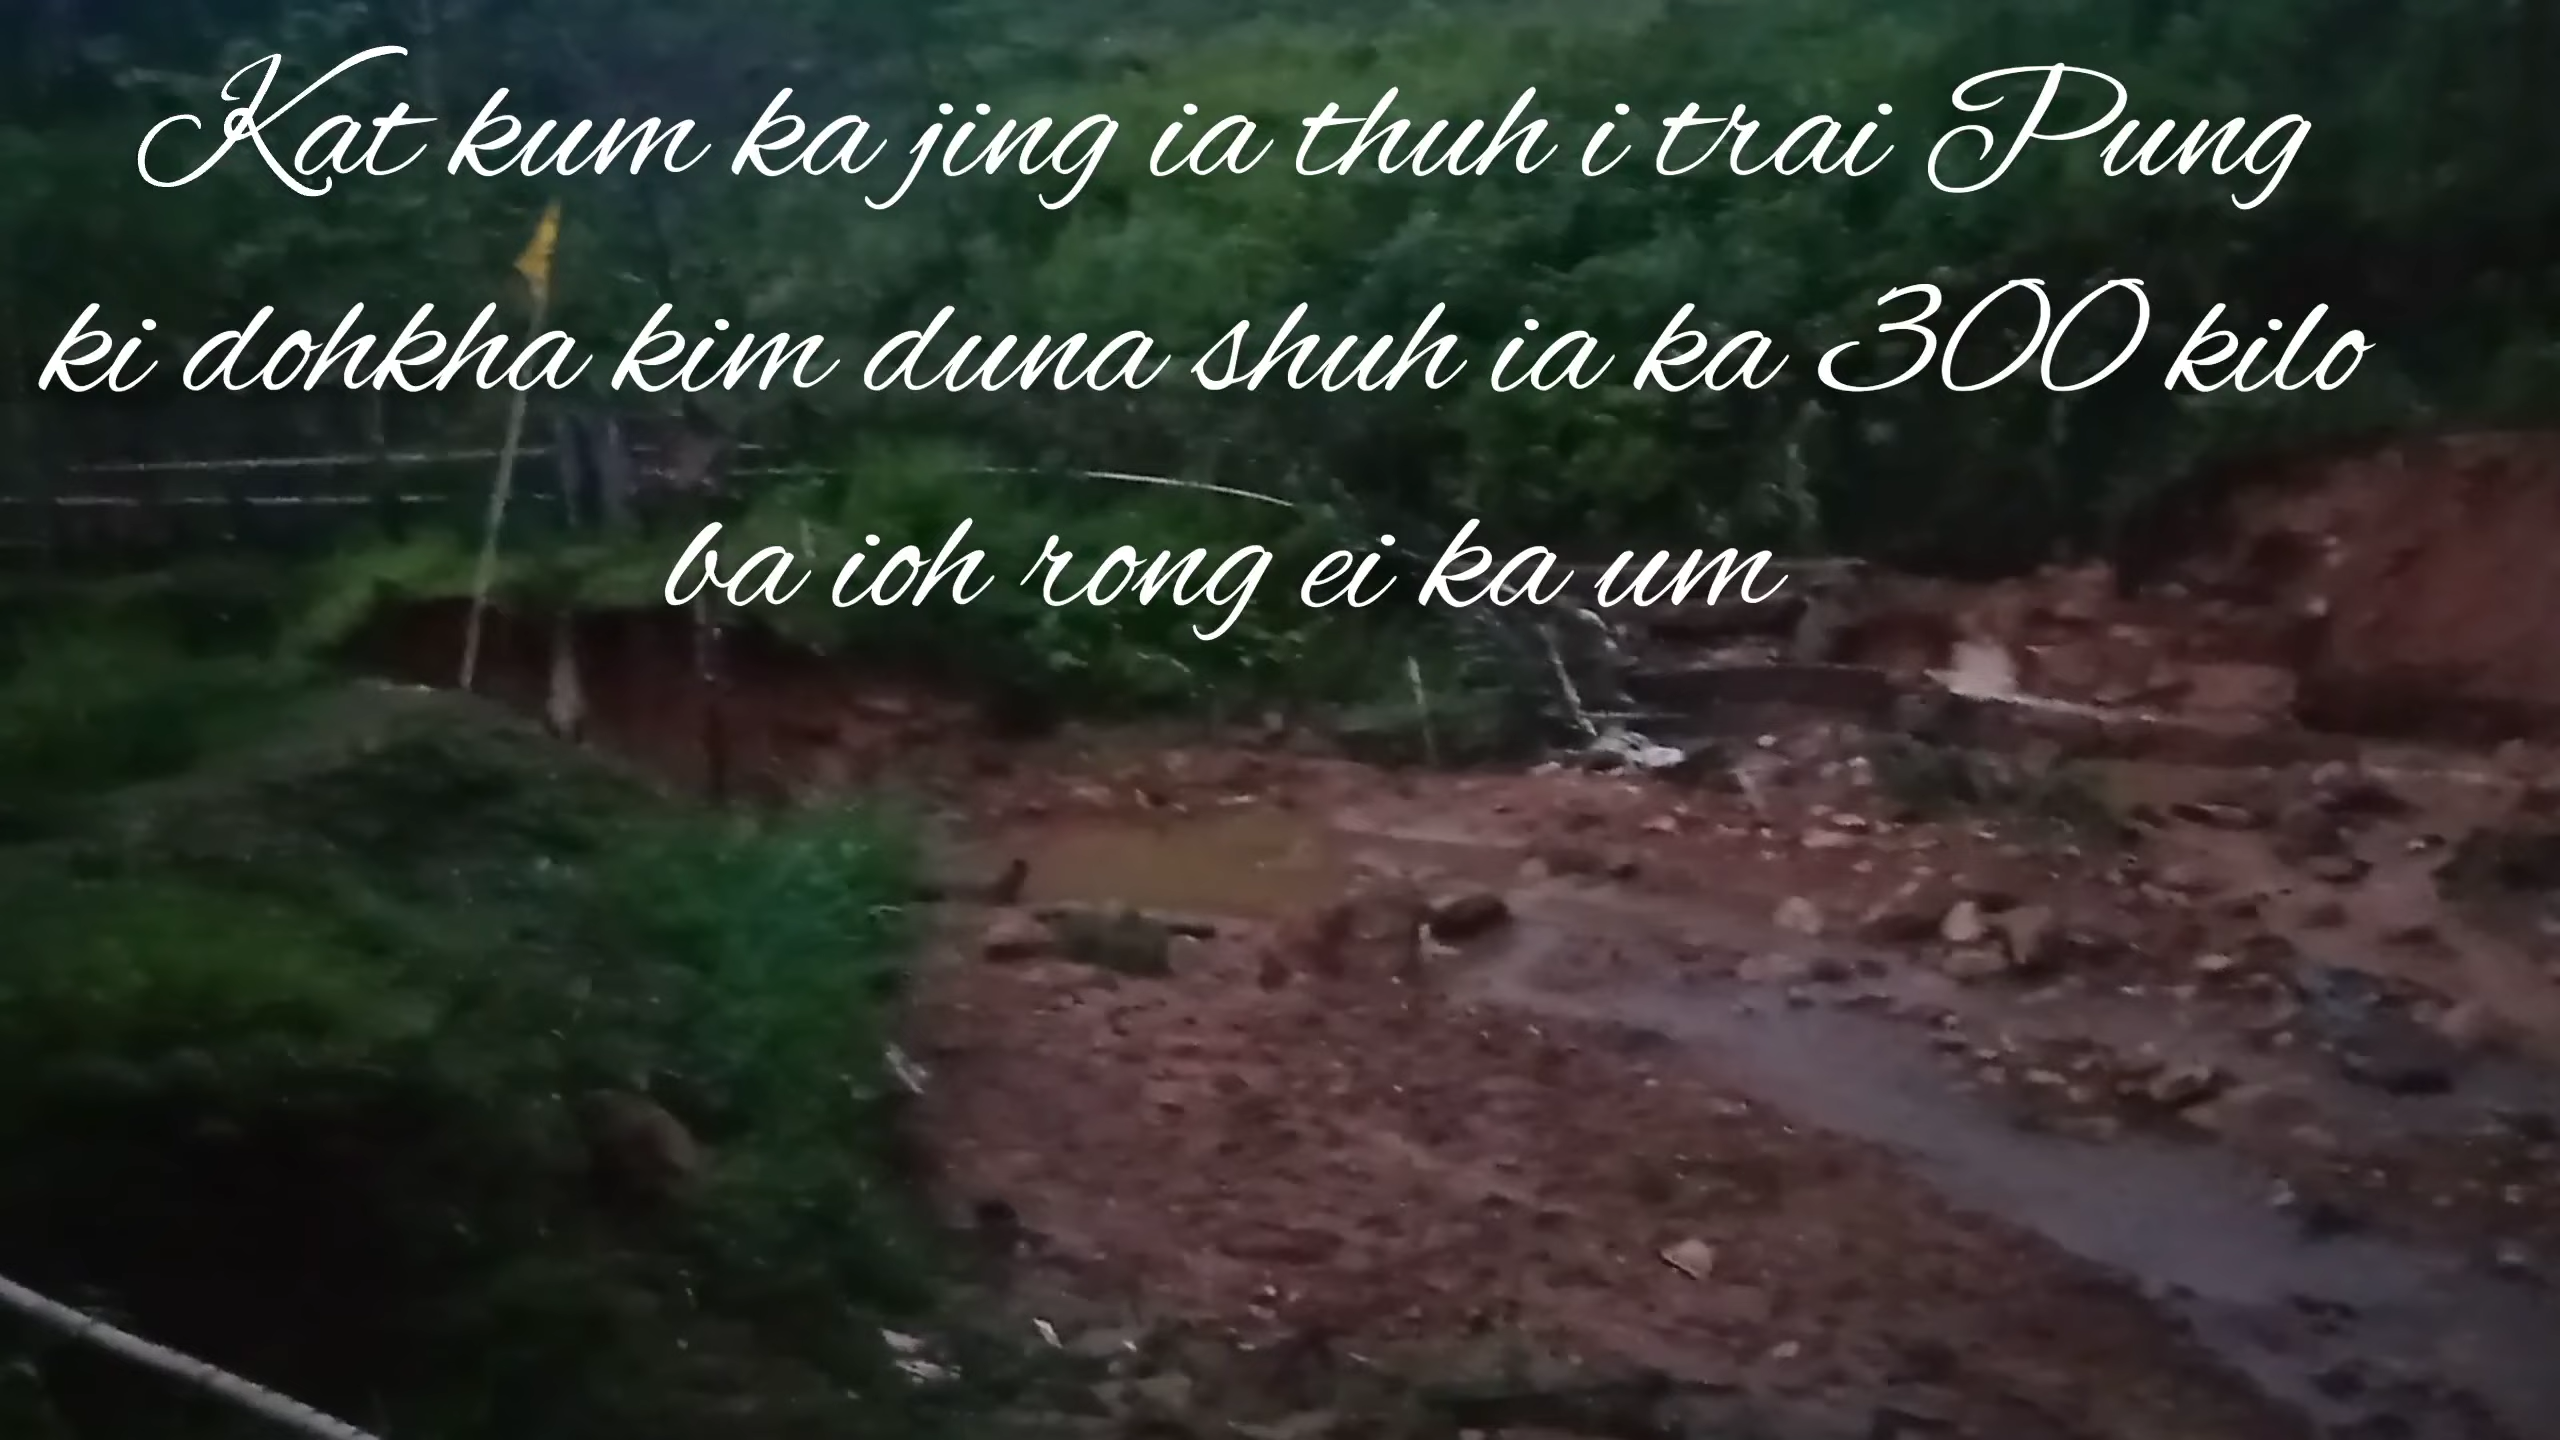 Kat kum ka jing ia thuh i trai Pung
ki dohkha kim duna shuh ia ka 300 kilo
ba ioh rong ei ka um